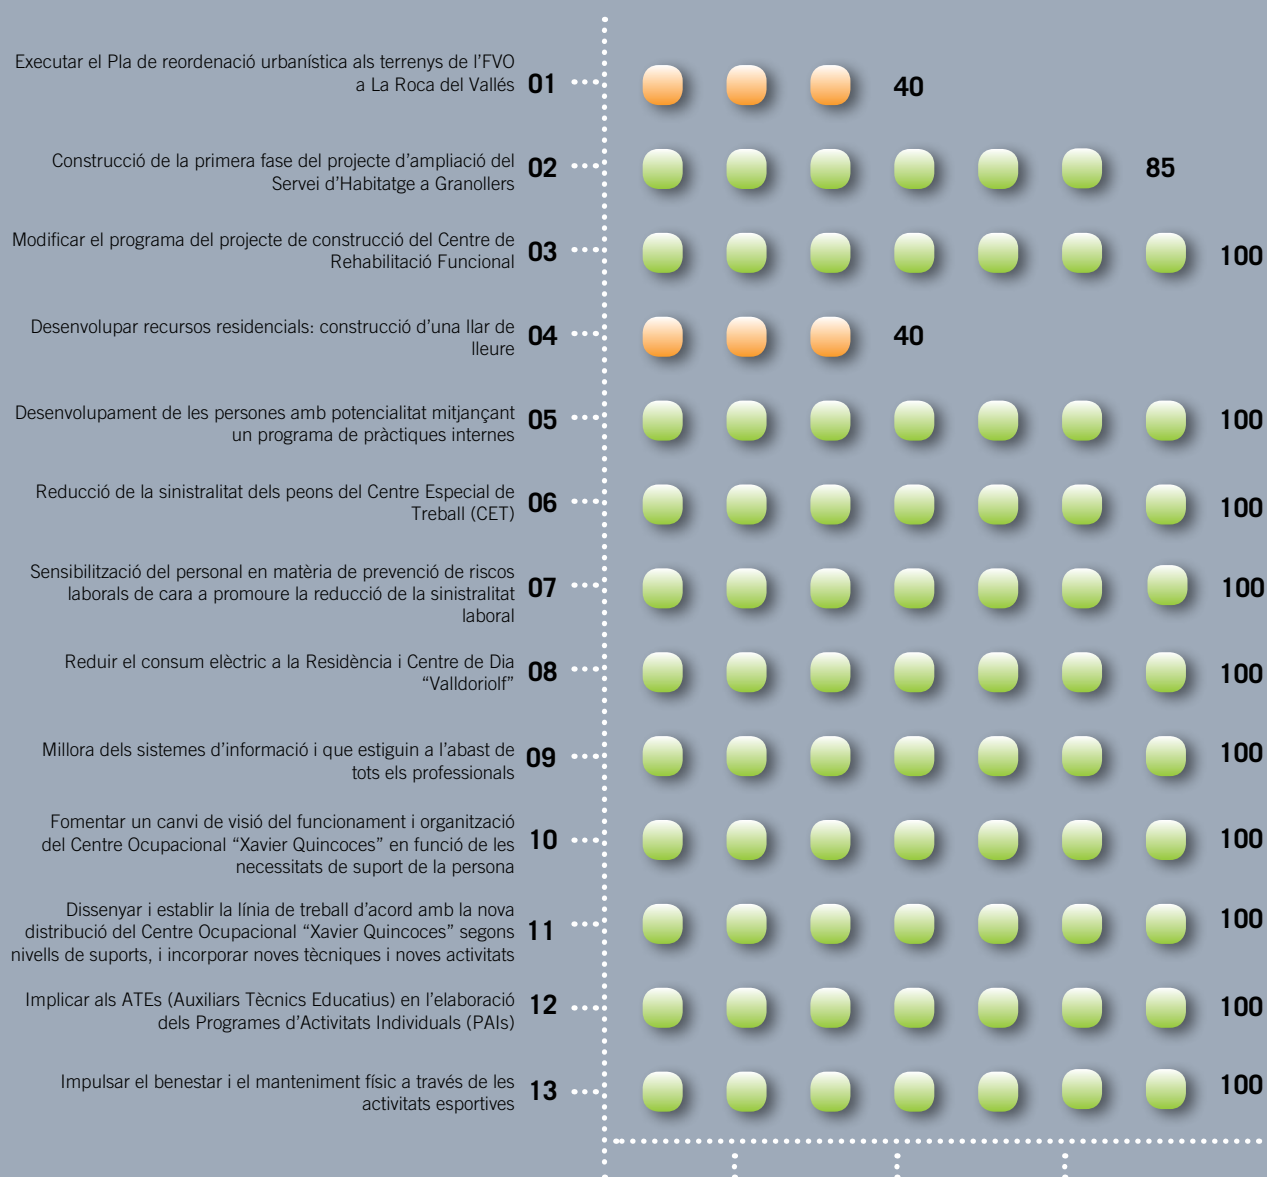 Executar el Pla de reordenació urbanística als terrenys de l'FVO
a La Roca del Vallés 01 40
Construcció de la primera fase del projecte d'ampliació del
Servei d'Habitatge a Granollers 02 85
Modificar el programa del projecte de construcció del Centre de
Rehabilitació Funcional 03 100
Desenvolupar recursos residencials: construcció d'una llar de
lleure 04 40
Desenvolupament de les persones amb potencialitat mitjançant
un programa de pràctiques internes 05 100
Reducció de la sinistralitat dels peons del Centre Especial de
Treball (CET) 06 100
Sensibilització del personal en matèria de prevenció de riscos
laborals de cara a promoure la reducció de la sinistralitat 07 100
laboral
Reduir el consum elèctric a la Residència i Centre de Dia
“Valldoriolf” 08 100
Millora dels sistemes d'informació i que estiguin a l'abast de
tots els professionals 09 100
Fomentar un canvi de visió del funcionament i organització
del Centre Ocupacional “Xavier Quincoces” en funció de les 10 100
necessitats de suport de la persona
Dissenyar i establir la línia de treball d'acord amb la nova
distribució del Centre Ocupacional “Xavier Quincoces” segons 11 100
nivells de suports, i incorporar noves tècniques i noves activitats
Implicar als ATEs (Auxiliars Tècnics Educatius) en l'elaboració 12 100
dels Programes d'Activitats Individuals (PAIs)
Impulsar el benestar i el manteniment físic a través de les 13 100
activitats esportives